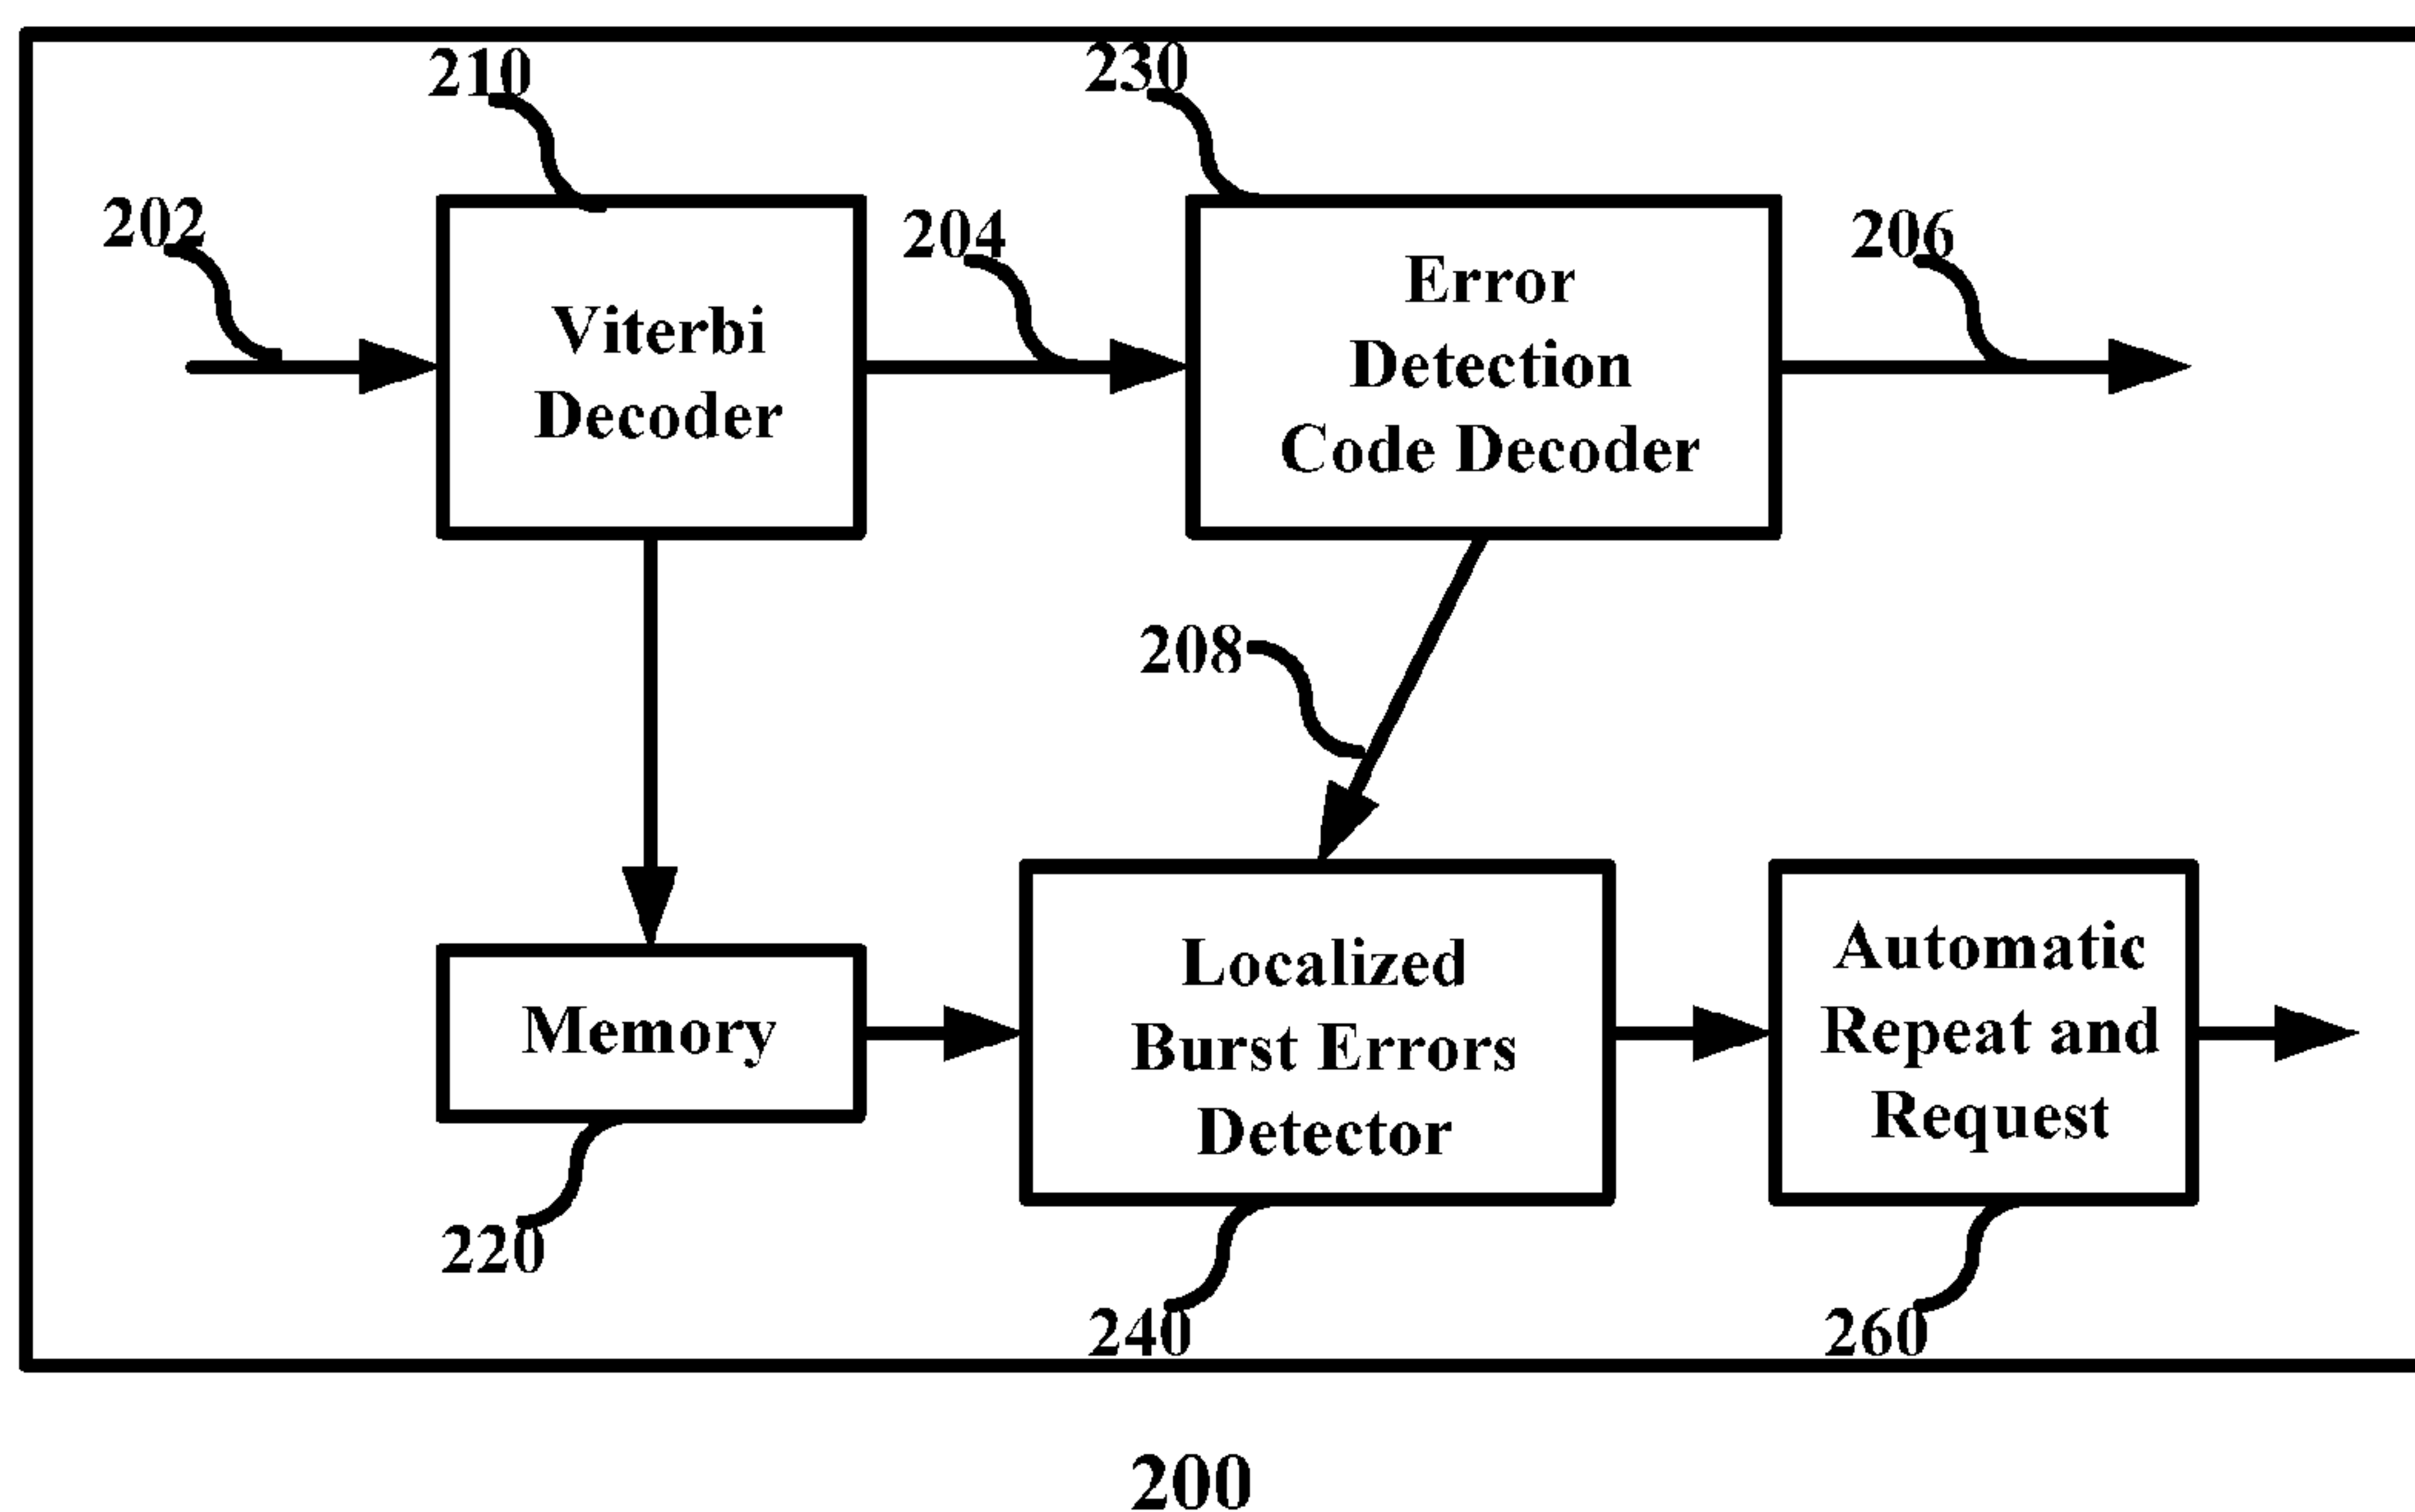 210
230
202
204
206
Viterbi
Decoder
Error
Detection
Code Decoder
208
Memory
Localized
Burst Errors
Detector
Automatic
Repeat and
Request
220
240
260
200